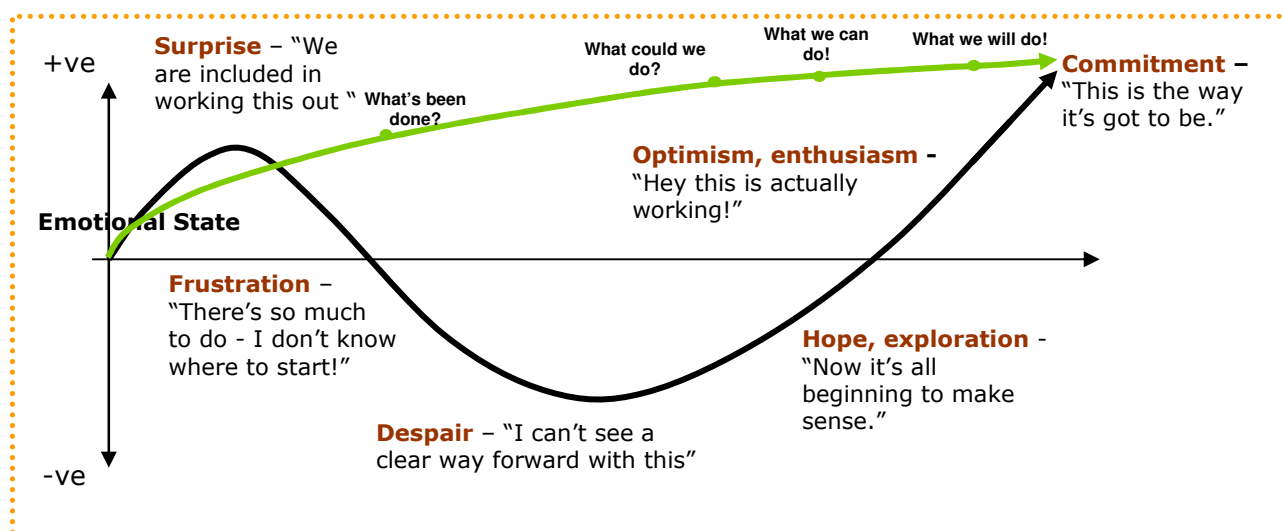 +ve
Surprise – “We
are included in
working this out “
What’s been
done?
What could we
do?
What we can
do!
What we will do!
Commitment –
“This is the way
it’s got to be.”
Optimism, enthusiasm -
“Hey this is actually
working!”
Emotional State
Frustration –
“There’s so much
to do - I don’t know
where to start!”
Hope, exploration -
“Now it’s all
beginning to make
sense.”
Despair – “I can’t see a
clear way forward with this”
-ve